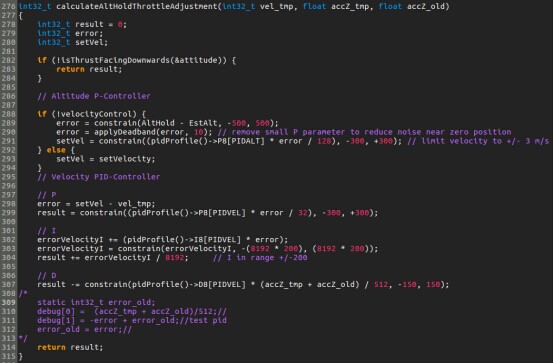 276 int32_t calculateAltHoldThrottleAdjustment(int32_t vel_tmp, float accZ_tmp, float accZ_old)
277 {
278     int32_t result = 0;
279     int32_t error;
280     int32_t setVel;
281
282     if (!isThrustFacingDownwards(&attitude)) {
283         return result;
284     }
285
286     // Altitude P-Controller
287
288     if (!velocityControl) {
289         error = constrain(AltHold - EstAlt, -500, 500);
290         error = applyDeadband(error, 10); // remove small P parameter to reduce noise near zero position
291         setVel = constrain((pidProfile()->P8[PIDALT] * error / 128), -300, +300); // limit velocity to +/- 3 m/s
292     } else {
293         setVel = setVelocity;
294     }
295     // Velocity PID-Controller
296
297     // P
298     error = setVel - vel_tmp;
299     result = constrain((pidProfile()->P8[PIDVEL] * error / 32), -300, +300);
300
301     // I
302     errorVelocityI += (pidProfile()->I8[PIDVEL] * error);
303     errorVelocityI = constrain(errorVelocityI, -(8192 * 200), (8192 * 200));
304     result += errorVelocityI / 8192;     // I in range +/-200
305
306     // D
307     result -= constrain(pidProfile()->D8[PIDVEL] * (accZ_tmp + accZ_old) / 512, -150, 150);
308 /*
309     static int32_t error_old;
310     debug[0] =  (accZ_tmp + accZ_old)/512;//
311     debug[1] = -error + error_old;//test pid
312     error_old = error;//
313 */
314     return result;
315 }